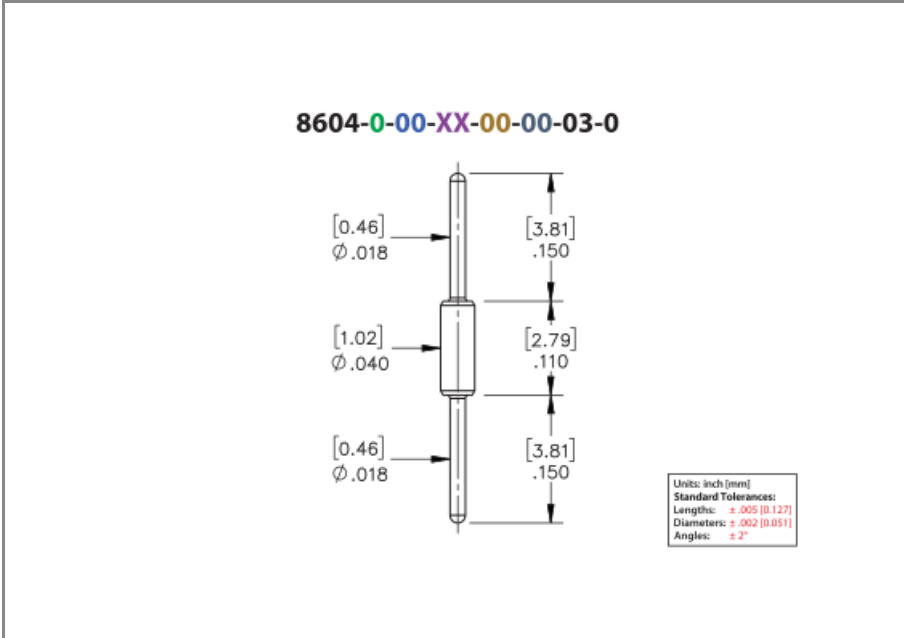 8604-0-00-XX-00-00-03-0
[0.46]
Ø.018
[3.81]
.150
[1.02]
Ø.040
[2.79]
.110
[0.46]
Ø.018
[3.81]
.150
Units: inch [mm]
Standard Tolerances:
Lengths: ± .005 [0.127]
Diameters: ± .002 [0.051]
Angles: ± 2°